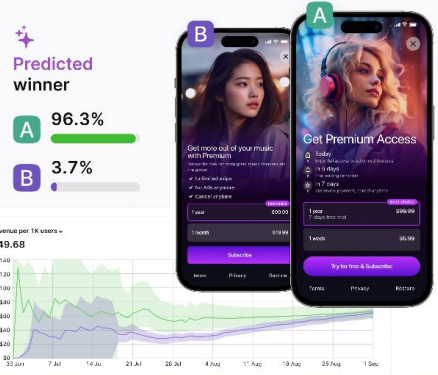 Predicted
winner
A
96.3%
B
3.7%
B
Get more out of your music
with Premium
✓ Unlimited skips
✓ No Ads anymore
✓ Cancel anytime
1 year
$99.99
1 month
$19.99
Subscribe
Terms
Privacy
Restore
A
Get Premium Access
Today
In 5 days
In 7 days
1 year
7-days free trial
$99.99
1 week
$5.99
Try for free & Subscribe
Terms
Privacy
Restore
venue per 1K users
49.68
$140
120
100
$80
$60
$40
$20
$0
30 Jun
7 Jul
14 Jul
21 Jul
28 Jul
4 Aug
11 Aug
18 Aug
25 Aug
1 Sep